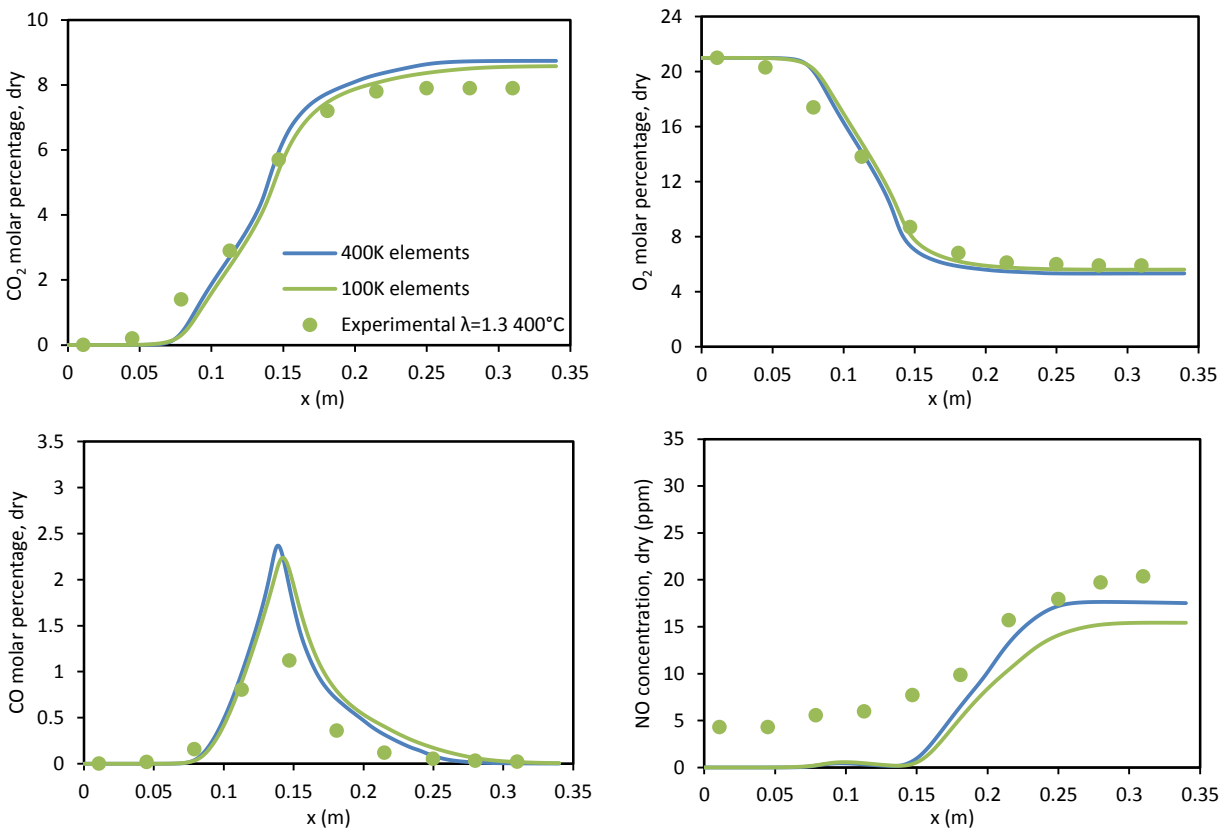 CO₂ molar percentage, dry
10
8
6
4
2
0
0 0.05 0.1 0.15 0.2 0.25 0.3 0.35
x (m)
400K elements
100K elements
Experimental λ=1.3 400°C
O₂ molar percentage, dry
24
20
16
12
8
4
0
0 0.05 0.1 0.15 0.2 0.25 0.3 0.35
x (m)
CO molar percentage, dry
3.5
3
2.5
2
1.5
1
0.5
0
0 0.05 0.1 0.15 0.2 0.25 0.3 0.35
x (m)
NO concentration, dry (ppm)
35
30
25
20
15
10
5
0
0 0.05 0.1 0.15 0.2 0.25 0.3 0.35
x (m)